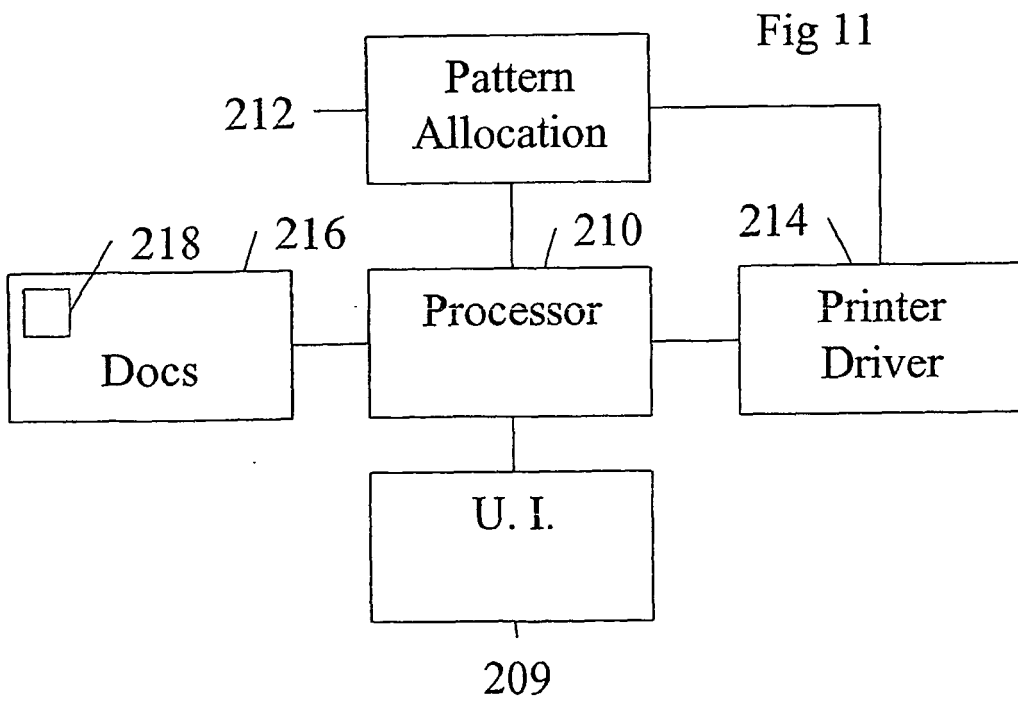 Fig 11
Pattern
Allocation
212
218
216
210
214
Docs
Processor
Printer
Driver
U. I.
209